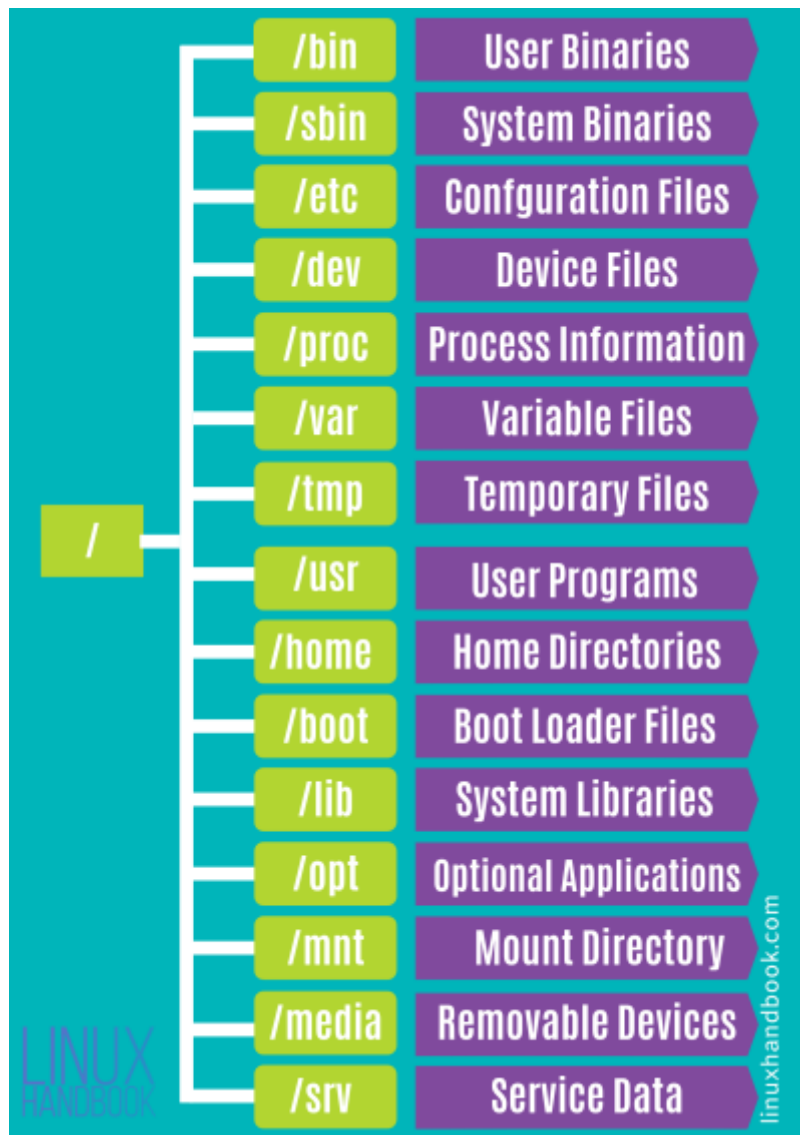 /bin User Binaries
/sbin System Binaries
/etc Confguration Files
/dev Device Files
/proc Process Information
/var Variable Files
/tmp Temporary Files
/
/usr User Programs
/home Home Directories
/boot Boot Loader Files
/lib System Libraries
/opt Optional Applications
/mnt Mount Directory
/media Removable Devices
/srv Service Data
LINUX
HANDBOOK
linuxhandbook.com